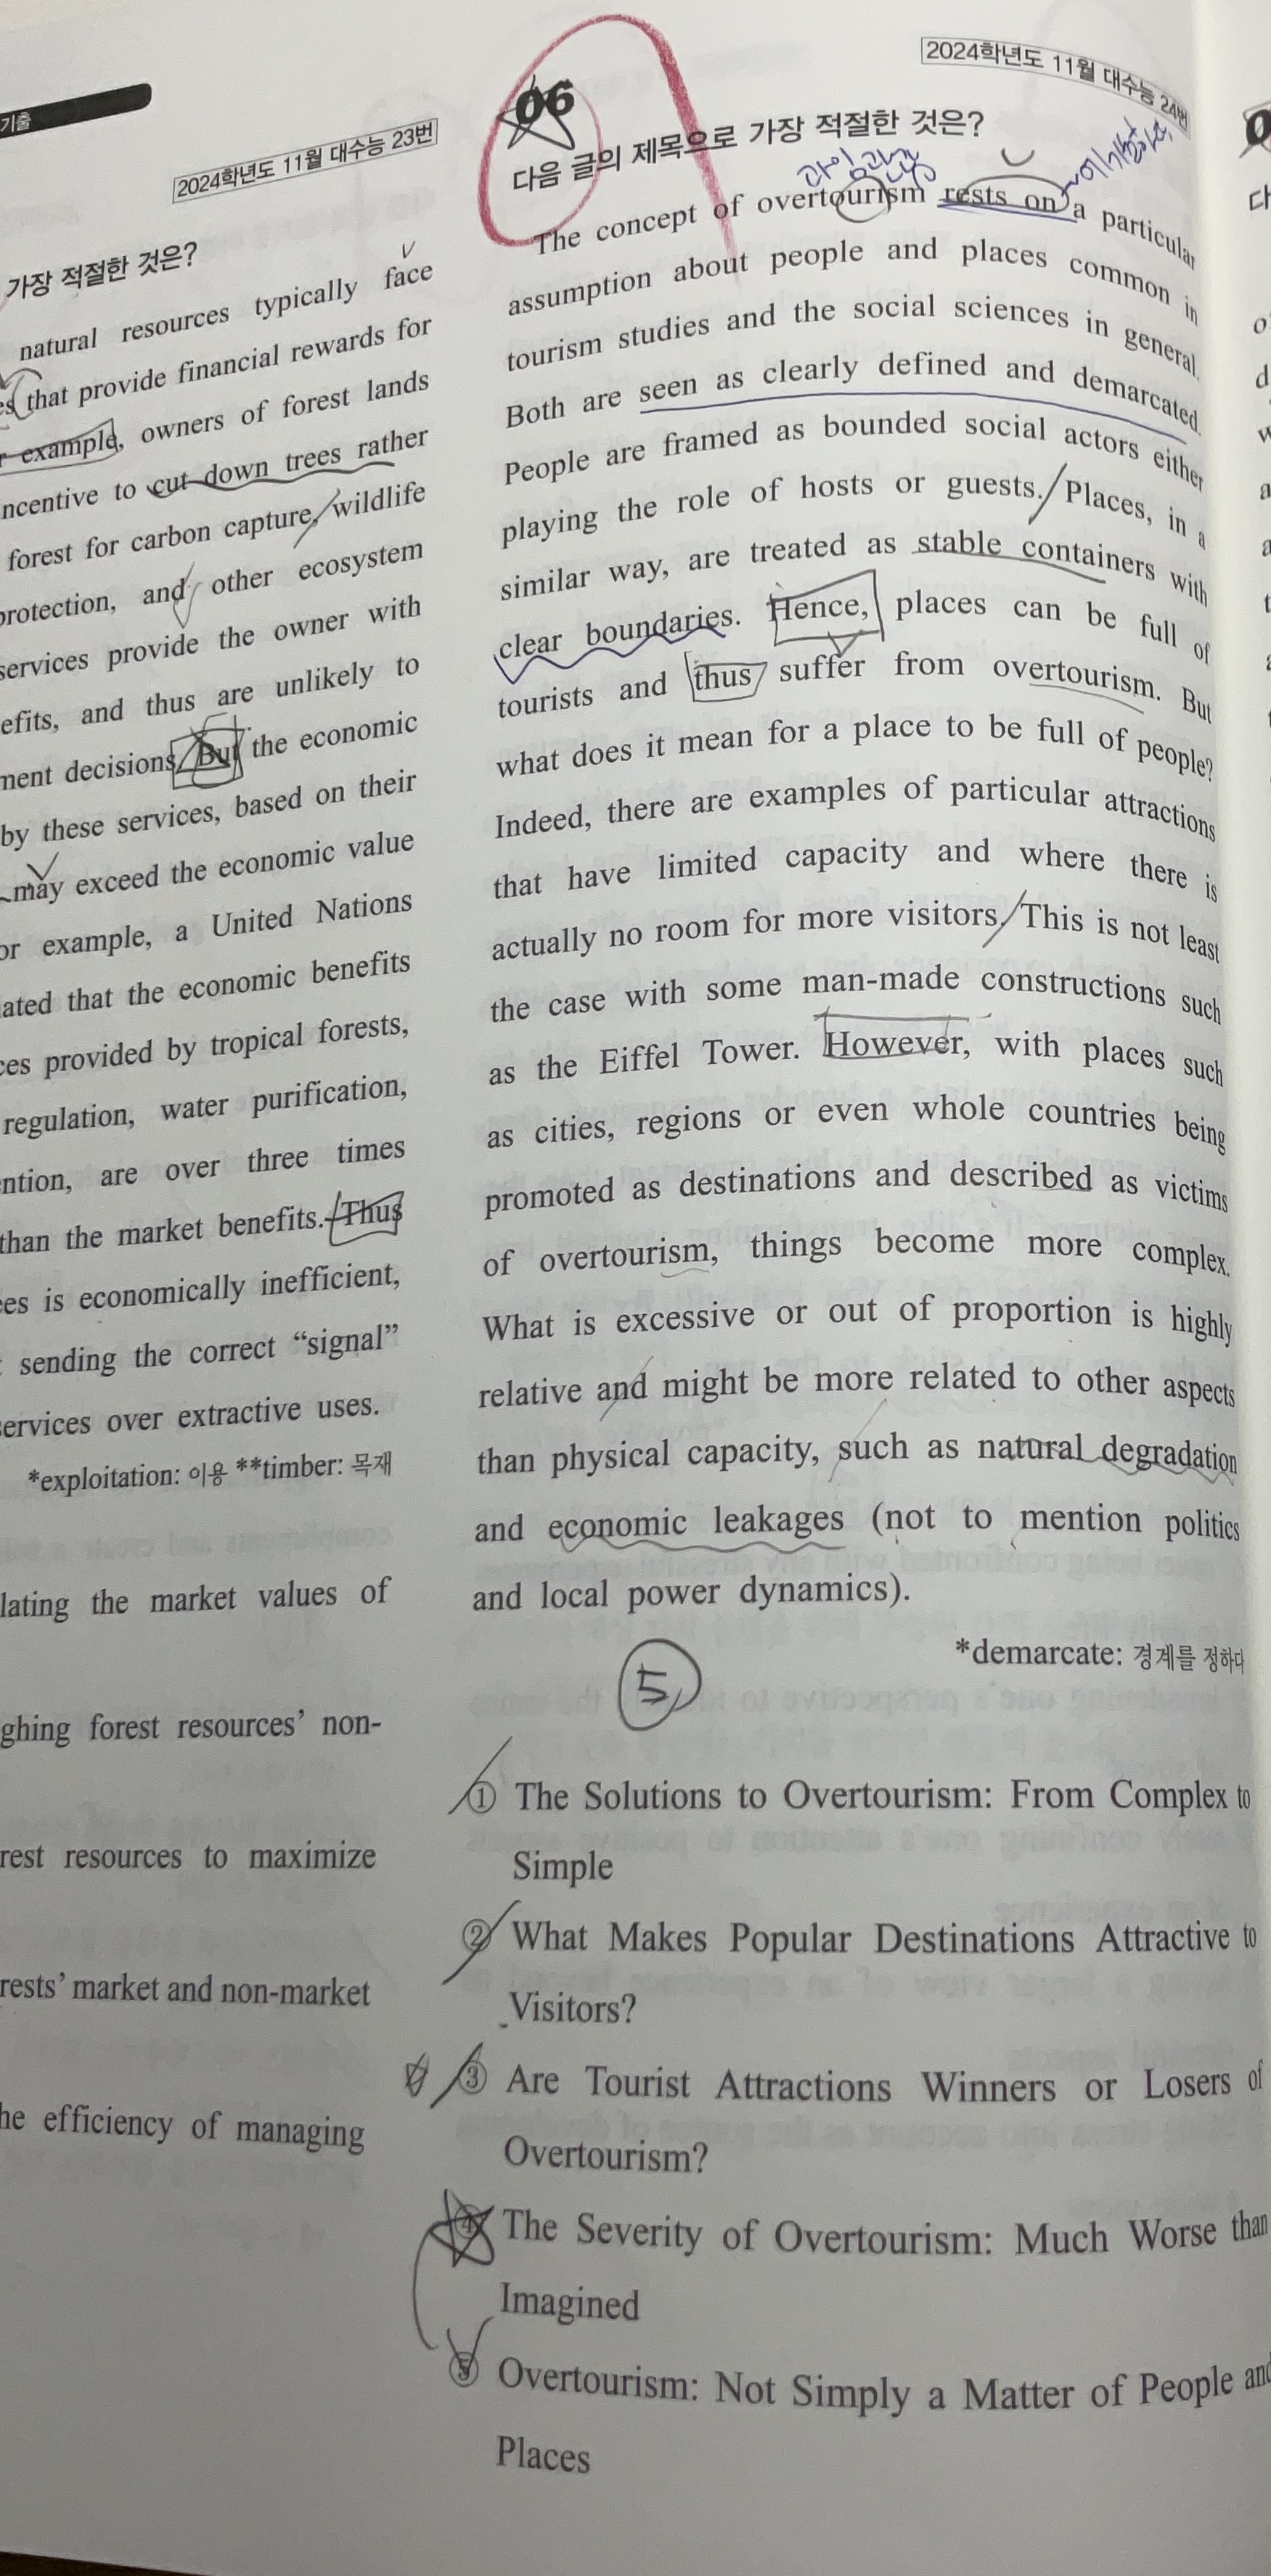 기출
2024학년도 11월 대수능 23번
가장 적절한 것은?
natural resources typically face
that provide financial rewards for
example, owners of forest lands
incentive to cut down trees rather
forest for carbon capture, wildlife
protection, and other ecosystem
services provide the owner with
and thus are unlikely to
decisions. But the economic
by these services, based on their
may exceed the economic value
example, a United Nations
that the economic benefits
provided by tropical forests,
regulation, water purification,
are over three times
than the market benefits. Thus
is economically inefficient,
sending the correct “signal”
services over extractive uses.
*exploitation: 이용 **timber: 목재
the market values of
forest resources’ non-
resources to maximize
market and non-market
efficiency of managing
2024학년도 11월 대수능 24번
06
다음 글의 제목으로 가장 적절한 것은?
과잉관광
The concept of overtourism rests on a particular
assumption about people and places common in
tourism studies and the social sciences in general.
Both are seen as clearly defined and demarcated.
People are framed as bounded social actors either
playing the role of hosts or guests. Places, in a
similar way, are treated as stable containers with
clear boundaries. Hence, places can be full of
tourists and thus suffer from overtourism. But
what does it mean for a place to be full of people?
Indeed, there are examples of particular attractions
that have limited capacity and where there is
actually no room for more visitors. This is not least
the case with some man-made constructions such
as the Eiffel Tower. However, with places such
as cities, regions or even whole countries being
promoted as destinations and described as victims
of overtourism, things become more complex.
What is excessive or out of proportion is highly
relative and might be more related to other aspects
than physical capacity, such as natural degradation
and economic leakages (not to mention politics
and local power dynamics).
*demarcate: 경계를 정하다
5
① The Solutions to Overtourism: From Complex to
Simple
② What Makes Popular Destinations Attractive to
Visitors?
③ Are Tourist Attractions Winners or Losers of
Overtourism?
④ The Severity of Overtourism: Much Worse than
Imagined
⑤ Overtourism: Not Simply a Matter of People and
Places